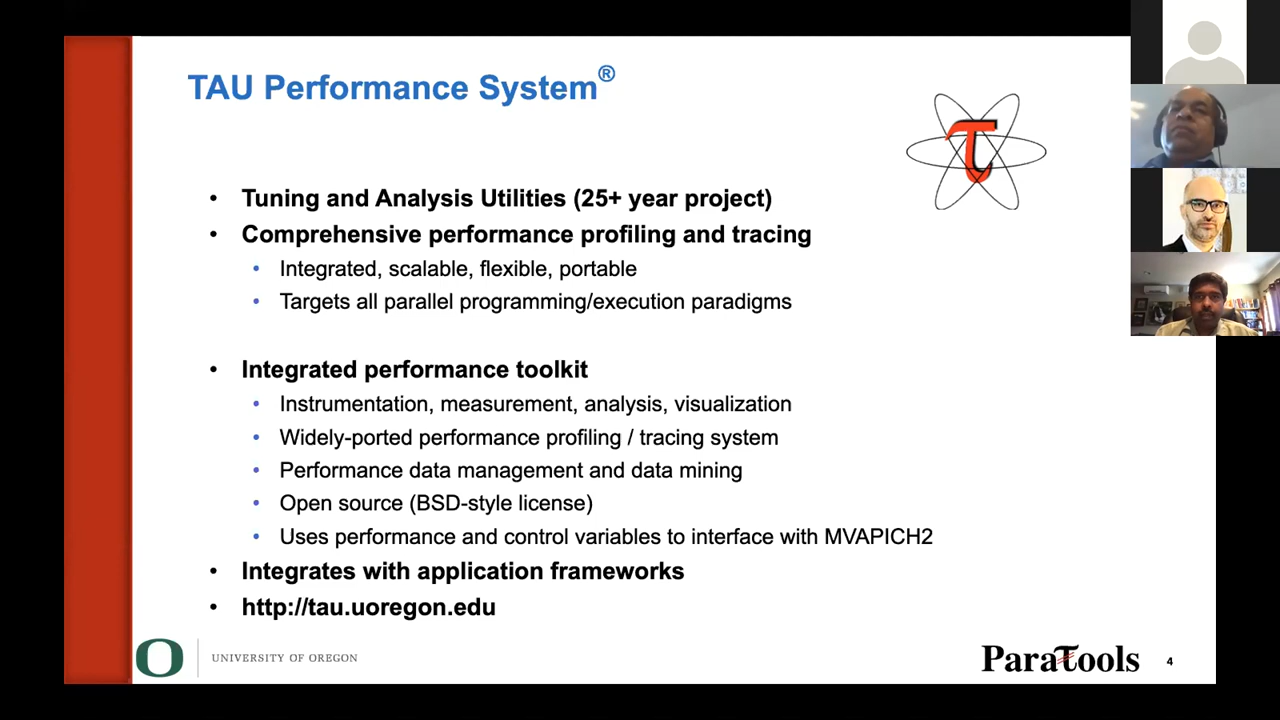 TAU Performance System®
τ
• Tuning and Analysis Utilities (25+ year project)
• Comprehensive performance profiling and tracing
• Integrated, scalable, flexible, portable
• Targets all parallel programming/execution paradigms
• Integrated performance toolkit
• Instrumentation, measurement, analysis, visualization
• Widely-ported performance profiling / tracing system
• Performance data management and data mining
• Open source (BSD-style license)
• Uses performance and control variables to interface with MVAPICH2
• Integrates with application frameworks
• http://tau.uoregon.edu
O UNIVERSITY OF OREGON
ParaTools
4